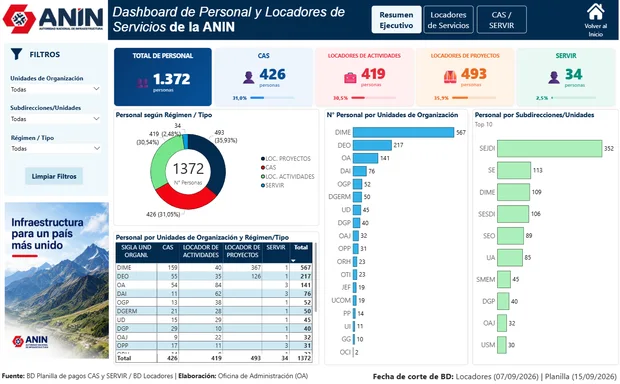 ANIN
AUTORIDAD NACIONAL DE INFRAESTRUCTURA
Dashboard de Personal y Locadores de
Servicios de la ANIN
Resumen
Ejecutivo
Locadores
de Servicios
CAS /
SERVIR
Volver al
Inicio
FILTROS
Unidades de Organización
Todas
Subdirecciones/Unidades
Todas
Régimen / Tipo
Todas
Limpiar Filtros
Infraestructura
para un país
más unido
ANIN
TOTAL DE PERSONAL
1.372
personas
CAS
426
personas
31,0%
LOCADORES DE ACTIVIDADES
419
personas
30,5%
LOCADORES DE PROYECTOS
493
personas
35,9%
SERVIR
34
personas
2,5%
Personal según Régimen / Tipo
34
(2,48%)
419
(30,54%)
493
(35,93%)
1372
N° Personas
426 (31,05%)
LOC. PROYECTOS
CAS
LOC. ACTIVIDADES
SERVIR
Personal por Unidades de Organización y Régimen/Tipo
SIGLA UND ORGANI. CAS LOCADOR DE ACTIVIDADES LOCADOR DE PROYECTOS SERVIR Total
DIME 159 40 367 1 567
DEO 55 35 126 1 217
OA 54 84 3 141
DAI 11 62 3 76
OGP 13 38 1 52
DGERM 21 28 1 50
UD 15 29 1 45
DGP 29 10 1 40
OAJ 9 22 1 32
OPP 17 11 3 31
Total 426 419 493 34 1372
N° Personal por Unidades de Organización
DIME 567
DEO 217
OA 141
DAI 76
OGP 52
DGERM 50
UD 45
DGP 40
OAJ 32
OPP 31
ORH 23
OTI 23
JEF 19
UCOM 19
PP 14
UI 11
GG 10
OCI 2
Personal por Subdirecciones/Unidades
Top 10
SEJDI 352
SE 113
DIME 109
SESDI 106
SEO 89
UA 85
SMEM 45
DGP 40
OAJ 32
USM 30
Fuente: BD Planilla de pagos CAS y SERVIR / BD Locadores | Elaboración: Oficina de Administración (OA)
Fecha de corte de BD: Locadores (07/09/2026) | Planilla (15/09/2026)